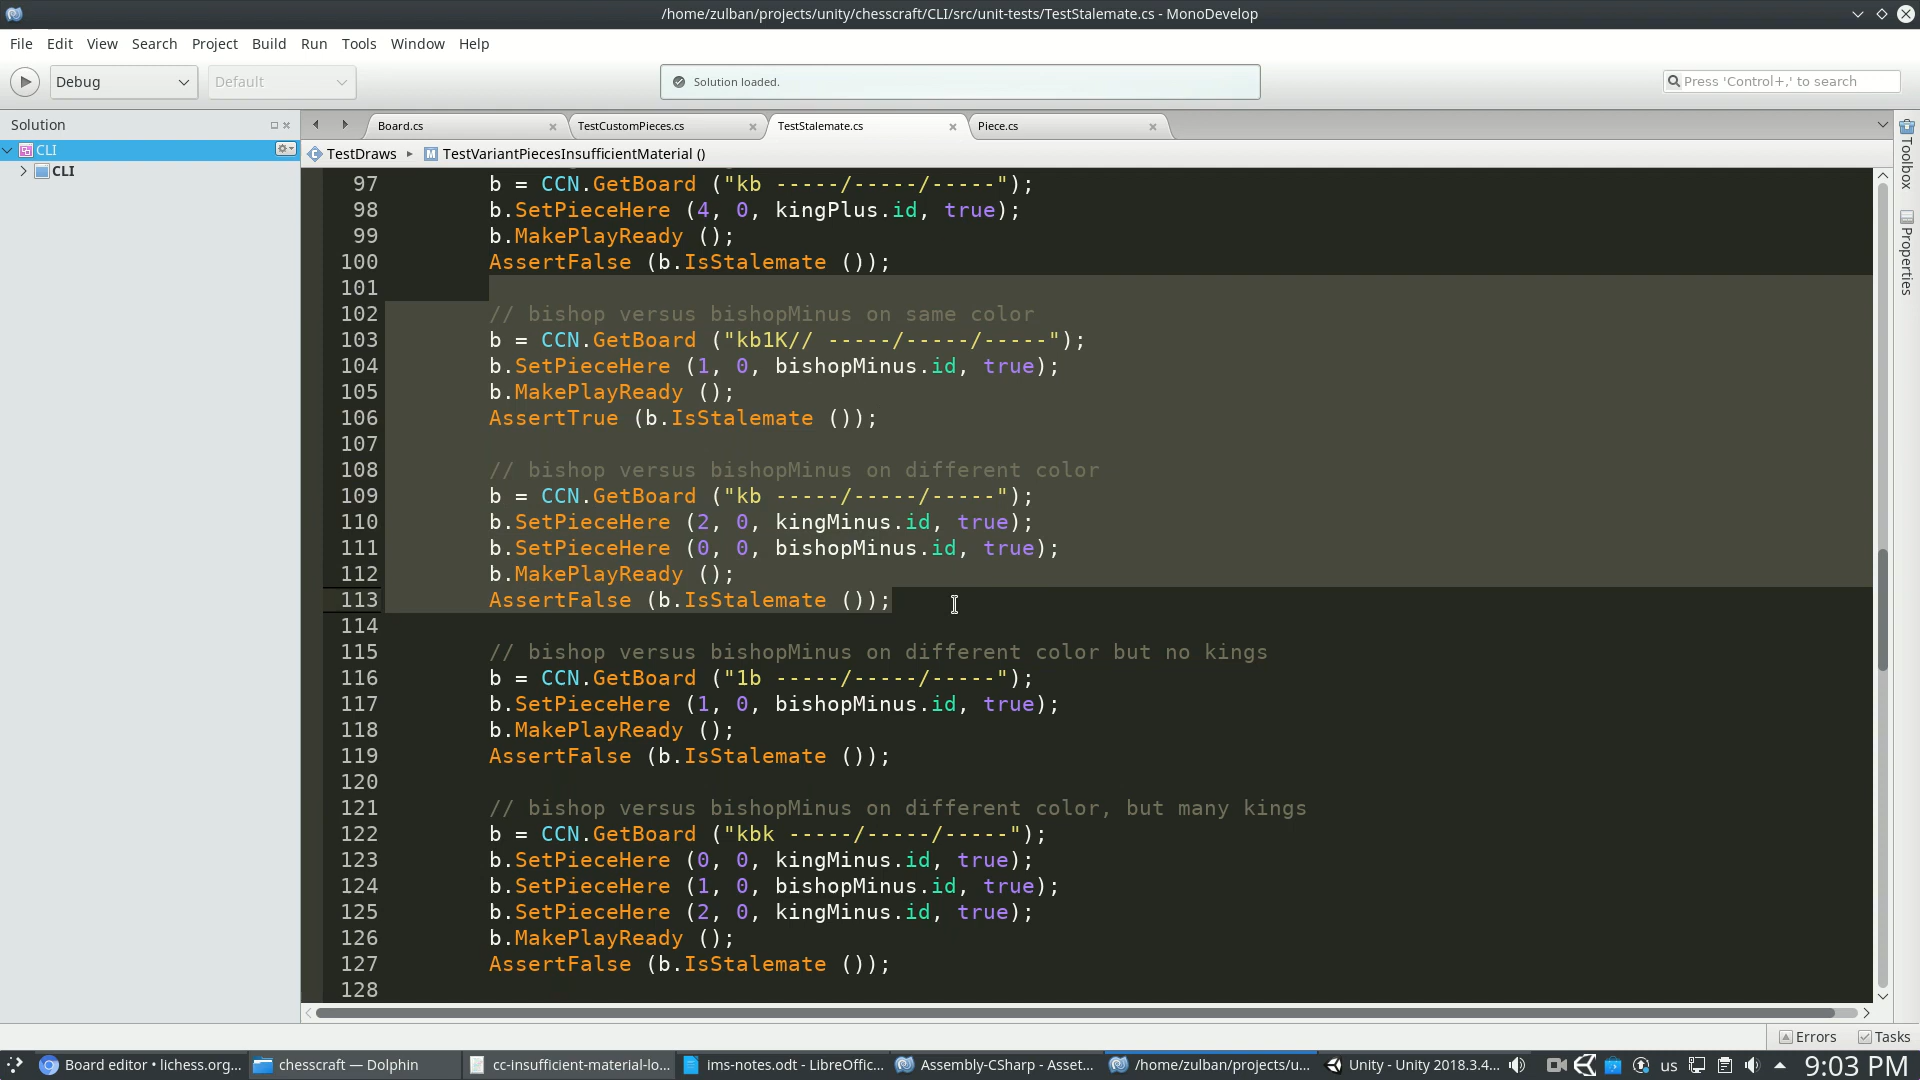 /home/zulban/projects/unity/chesscraft/CLI/src/unit-tests/TestStalemate.cs - MonoDevelop
File Edit View Search Project Build Run Tools Window Help
Debug Default Solution loaded. Press 'Control+,' to search
Solution Board.cs TestCustomPieces.cs TestStalemate.cs Piece.cs
CLI TestDraws TestVariantPiecesInsufficientMaterial ()
CLI
Toolbox
Properties
97 b = CCN.GetBoard ("kb -----/-----/-----");
98 b.SetPieceHere (4, 0, kingPlus.id, true);
99 b.MakePlayReady ();
100 AssertFalse (b.IsStalemate ());
101
102 // bishop versus bishopMinus on same color
103 b = CCN.GetBoard ("kb1K// -----/-----/-----");
104 b.SetPieceHere (1, 0, bishopMinus.id, true);
105 b.MakePlayReady ();
106 AssertTrue (b.IsStalemate ());
107
108 // bishop versus bishopMinus on different color
109 b = CCN.GetBoard ("kb -----/-----/-----");
110 b.SetPieceHere (2, 0, kingMinus.id, true);
111 b.SetPieceHere (0, 0, bishopMinus.id, true);
112 b.MakePlayReady ();
113 AssertFalse (b.IsStalemate ());
114
115 // bishop versus bishopMinus on different color but no kings
116 b = CCN.GetBoard ("1b -----/-----/-----");
117 b.SetPieceHere (1, 0, bishopMinus.id, true);
118 b.MakePlayReady ();
119 AssertFalse (b.IsStalemate ());
120
121 // bishop versus bishopMinus on different color, but many kings
122 b = CCN.GetBoard ("kbk -----/-----/-----");
123 b.SetPieceHere (0, 0, kingMinus.id, true);
124 b.SetPieceHere (1, 0, bishopMinus.id, true);
125 b.SetPieceHere (2, 0, kingMinus.id, true);
126 b.MakePlayReady ();
127 AssertFalse (b.IsStalemate ());
128
Errors Tasks
Board editor • lichess.org... chesscraft — Dolphin cc-insufficient-material-lo... ims-notes.odt - LibreOffic... Assembly-CSharp - Asset... /home/zulban/projects/u... Unity - Unity 2018.3.4... us 9:03 PM